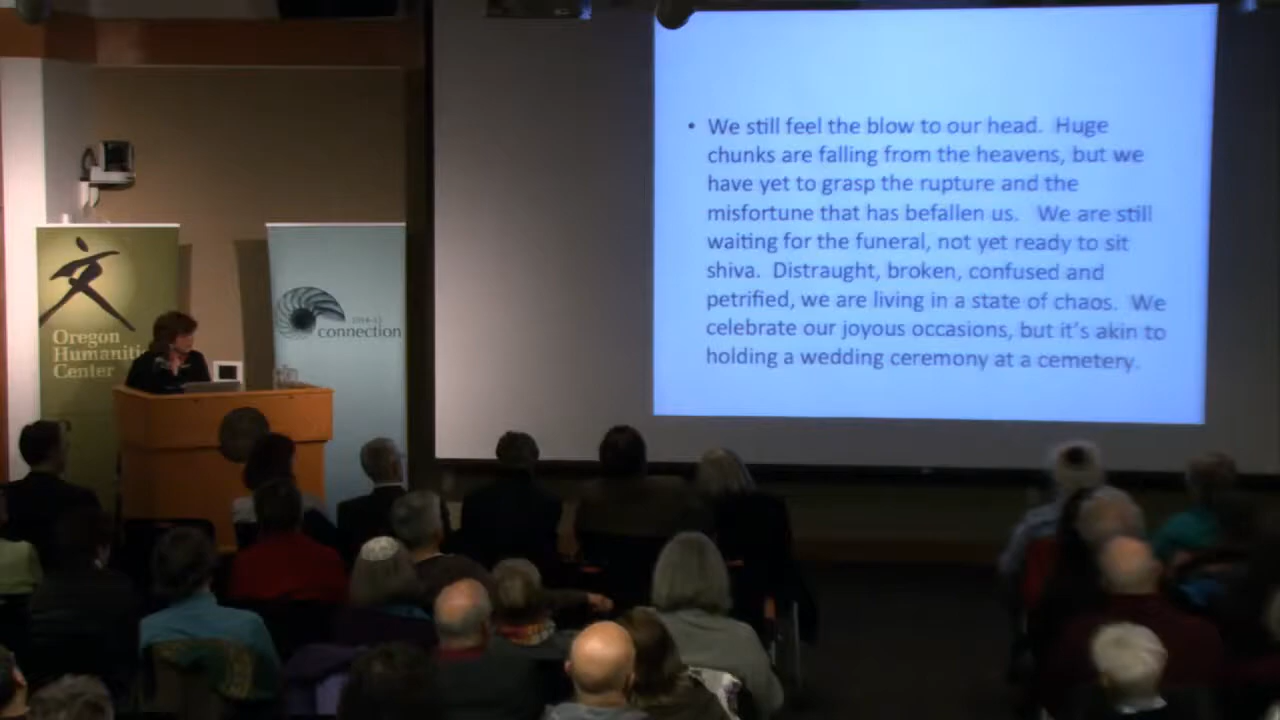 • We still feel the blow to our head. Huge
chunks are falling from the heavens, but we
have yet to grasp the rupture and the
misfortune that has befallen us. We are still
waiting for the funeral, not yet ready to sit
shiva. Distraught, broken, confused and
petrified, we are living in a state of chaos. We
celebrate our joyous occasions, but it's akin to
holding a wedding ceremony at a cemetery.
Oregon
Humaniti
Center
connection